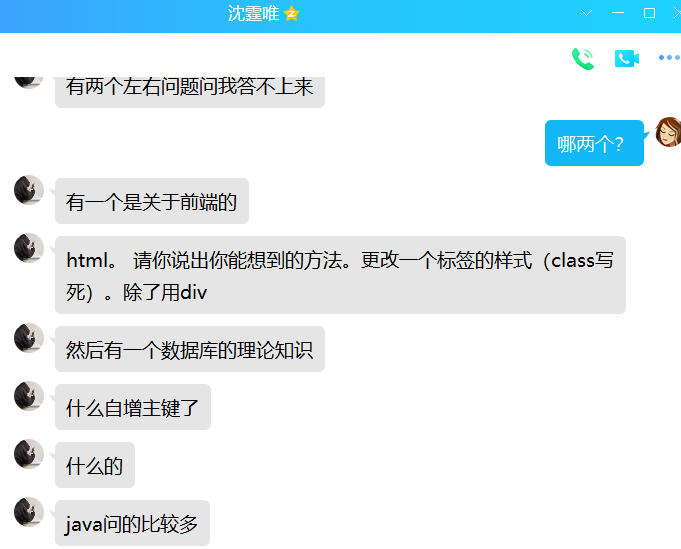 沈霆唯
有两个左右问题问我答不上来
哪两个？
有一个是关于前端的
html。 请你说出你能想到的方法。更改一个标签的样式（class写
死）。除了用div
然后有一个数据库的理论知识
什么自增主键了
什么的
java问的比较多